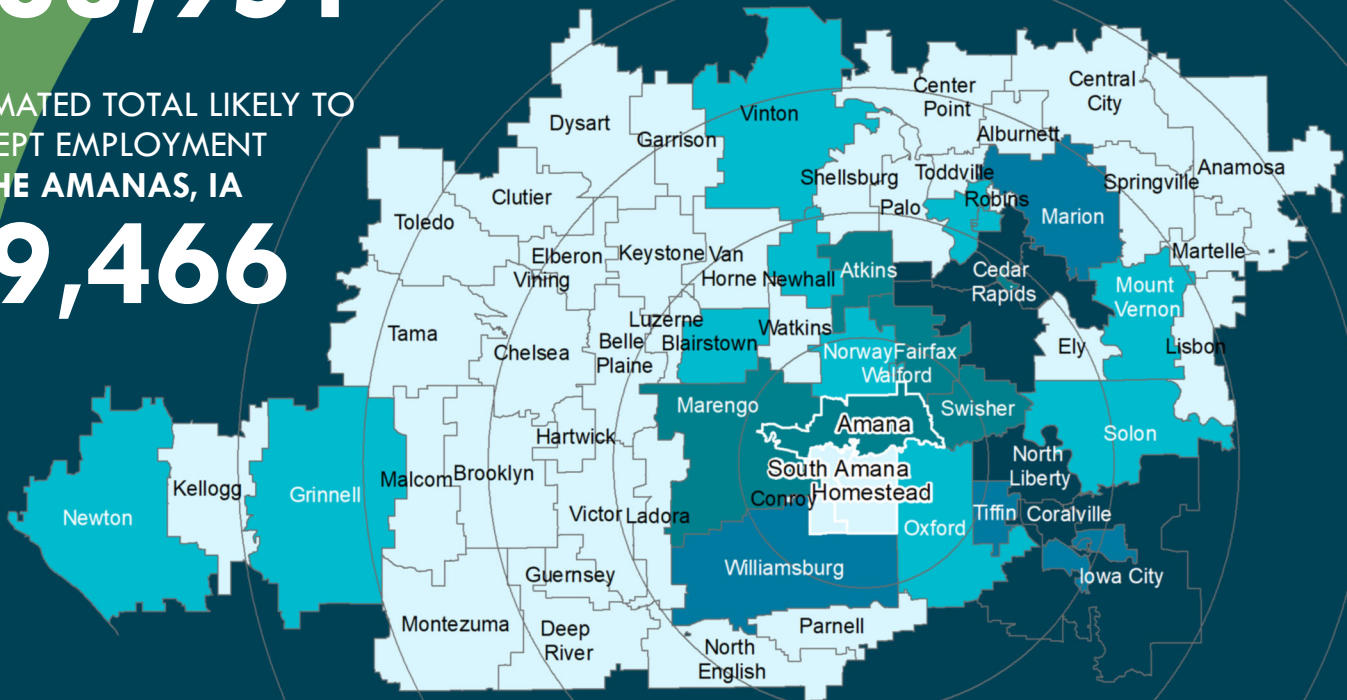 MATED TOTAL LIKELY TO
EPT EMPLOYMENT
HE AMANAS, IA
9,466
Dysart
Garrison
Vinton
Center
Point
Central
City
Alburnett
Clutier
Toledo
Shellsburg
Toddville
Palo
Robins
Marion
Springville
Anamosa
Martelle
Elberon
Vining
Keystone
Van
Horne
Newhall
Atkins
Cedar
Rapids
Mount
Vernon
Tama
Chelsea
Luzerne
Belle
Plaine
Blairstown
Watkins
Norway
Fairfax
Walford
Ely
Lisbon
Marengo
Amana
Swisher
Solon
Hartwick
South Amana
Homestead
Conroy
North
Liberty
Newton
Kellogg
Grinnell
Malcom
Brooklyn
Victor
Ladora
Oxford
Tiffin
Coralville
Iowa City
Williamsburg
Guernsey
Montezuma
Deep
River
Parnell
North
English